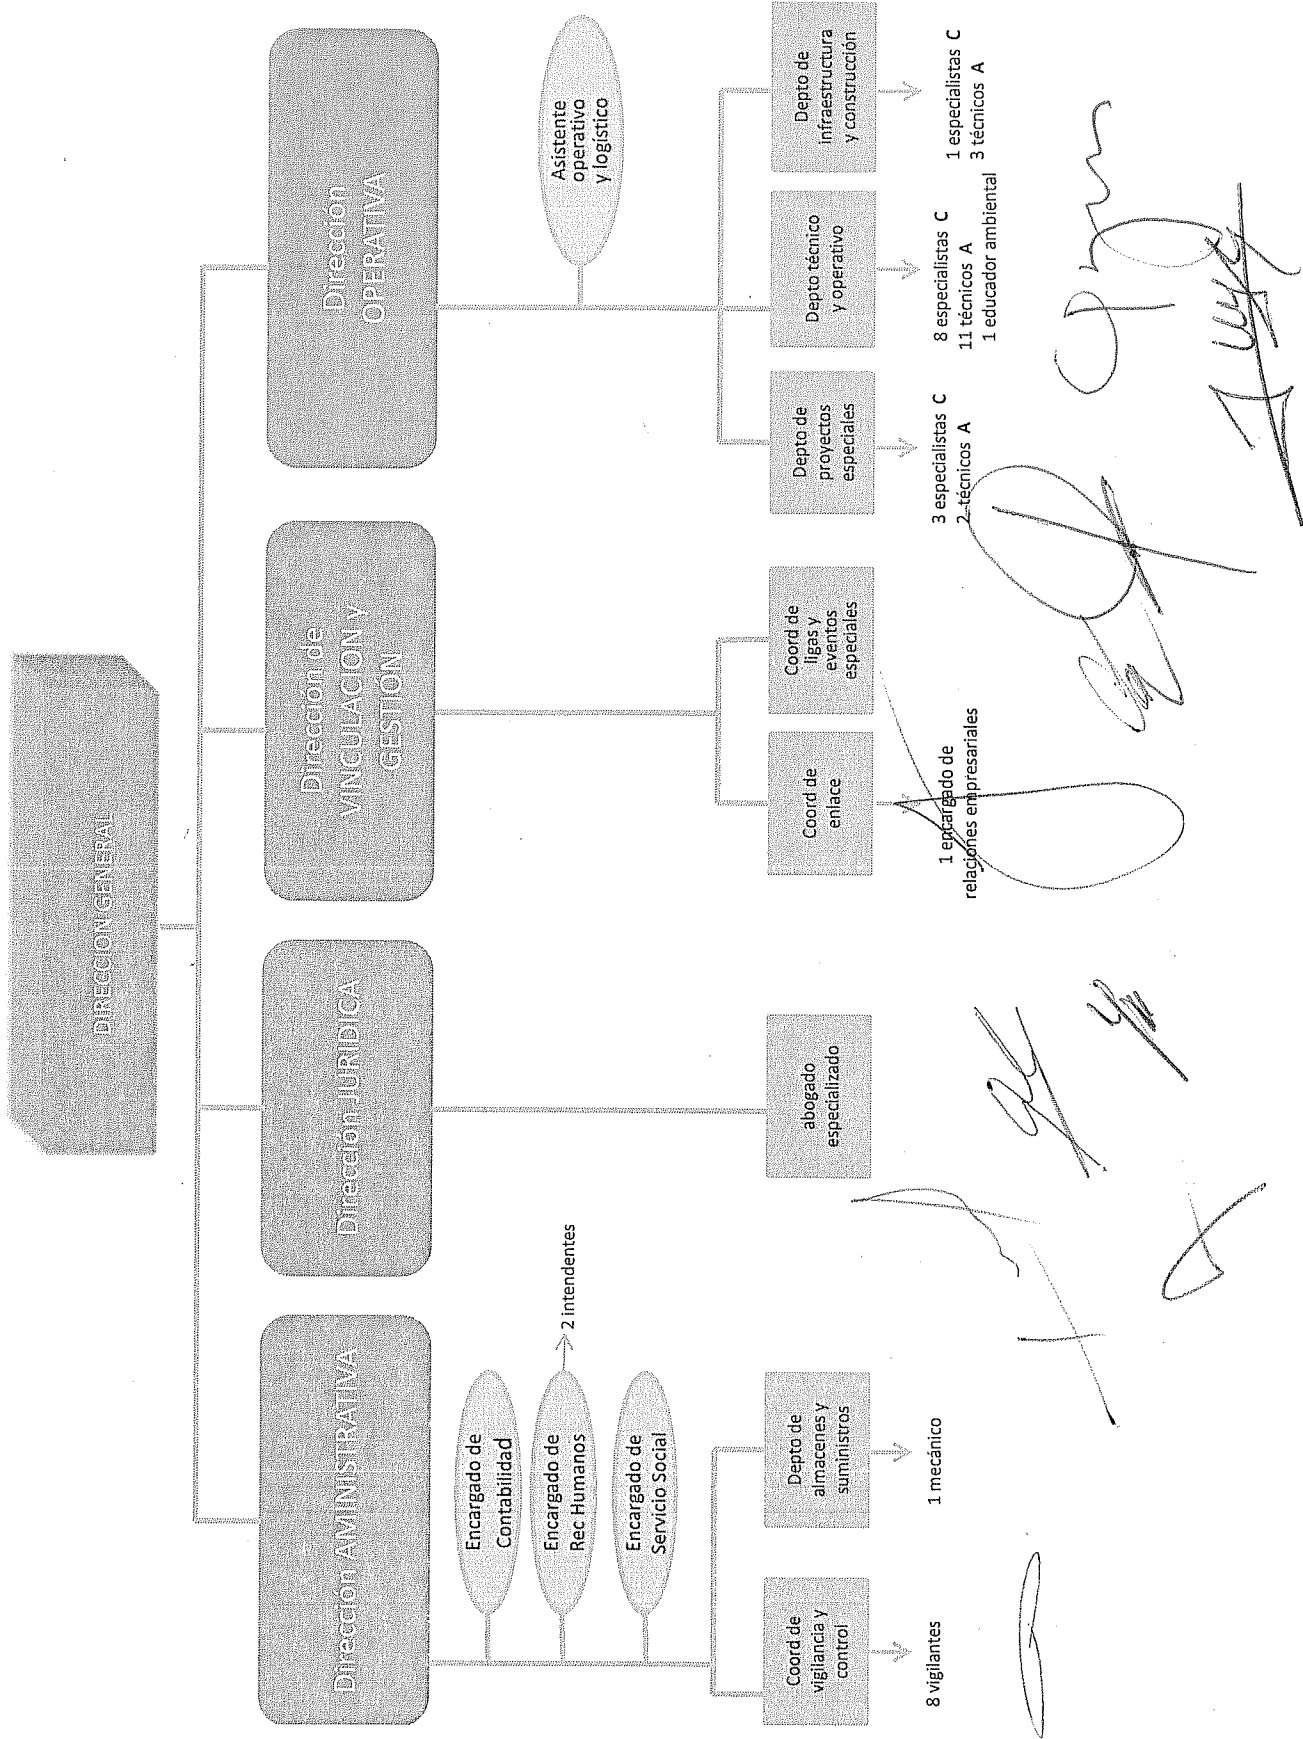 DIRECCION GENERAL
Dirección AMINISTRATIVA
Dirección JURIDICA
Dirección de
VINCULACION y
GESTIÓN
Dirección
OPERATIVA
Encargado de
Contabilidad
Encargado de
Rec Humanos
2 intendentes
Encargado de
Servicio Social
Asistente
operativo
y logístico
Coord de
vigilancia y
control
Depto de
almacenes y
suministros
abogado
especializado
Coord de
enlace
Coord de
ligas y
eventos
especiales
Depto de
proyectos
especiales
Depto técnico
y operativo
Depto de
infraestructura
y construcción
8 vigilantes
1 mecánico
1 encargado de
relaciones empresariales
3 especialistas C
2 técnicos A
8 especialistas C
11 técnicos A
1 educador ambiental
1 especialistas C
3 técnicos A